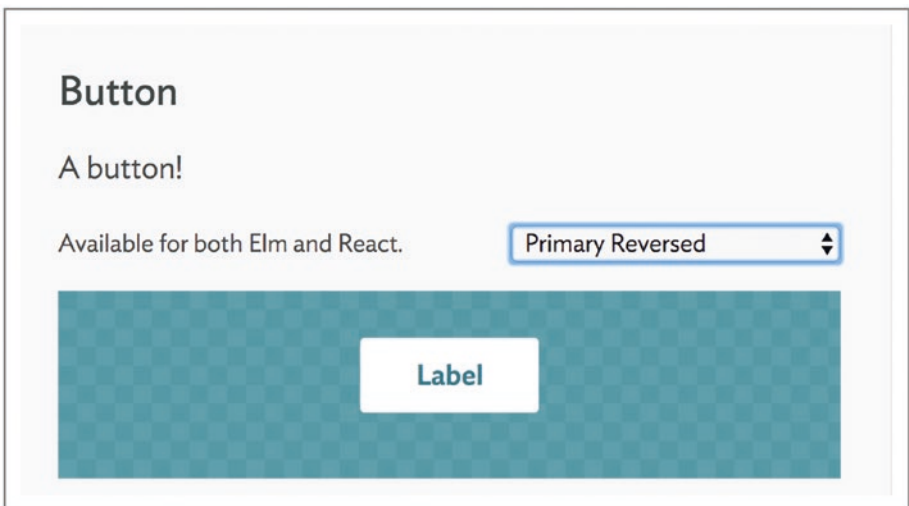 Button
A button!
Available for both Elm and React.
Primary Reversed
Label